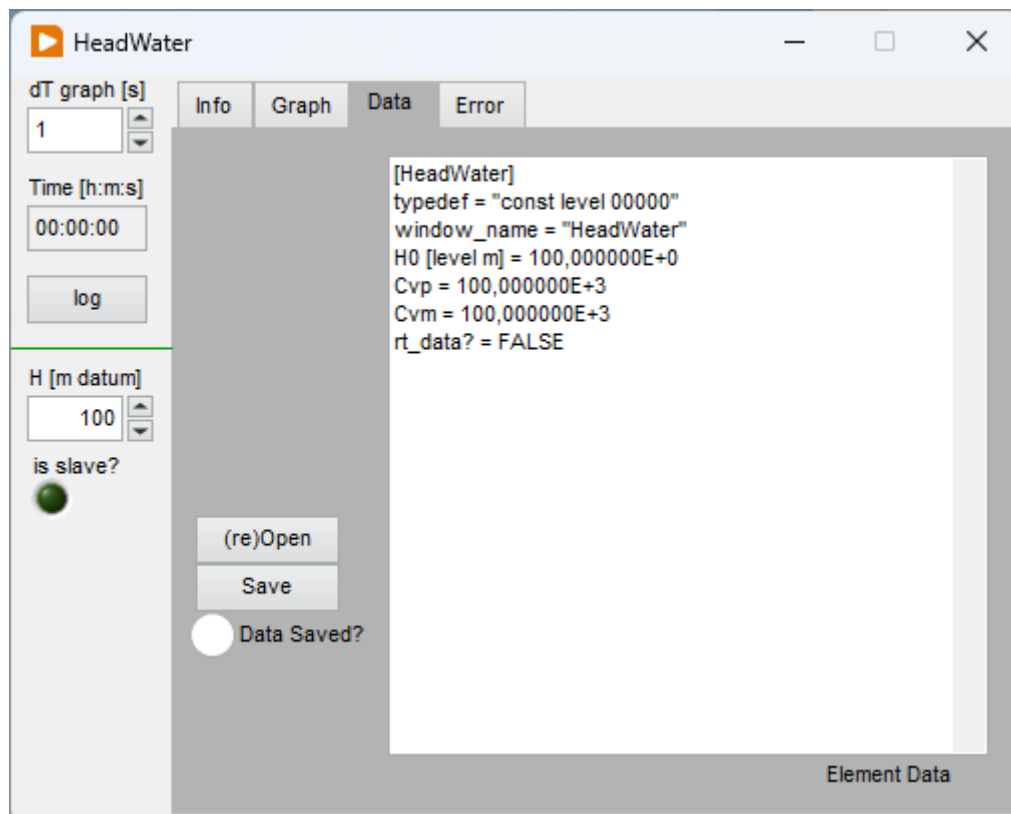 HeadWater
dT graph [s]
1
Time [h:m:s]
00:00:00
log
H [m datum]
100
is slave?
Info Graph Data Error
[HeadWater]
typedef = "const level 00000"
window_name = "HeadWater"
H0 [level m] = 100,000000E+0
Cvp = 100,000000E+3
Cvm = 100,000000E+3
rt_data? = FALSE
(re)Open
Save
Data Saved?
Element Data